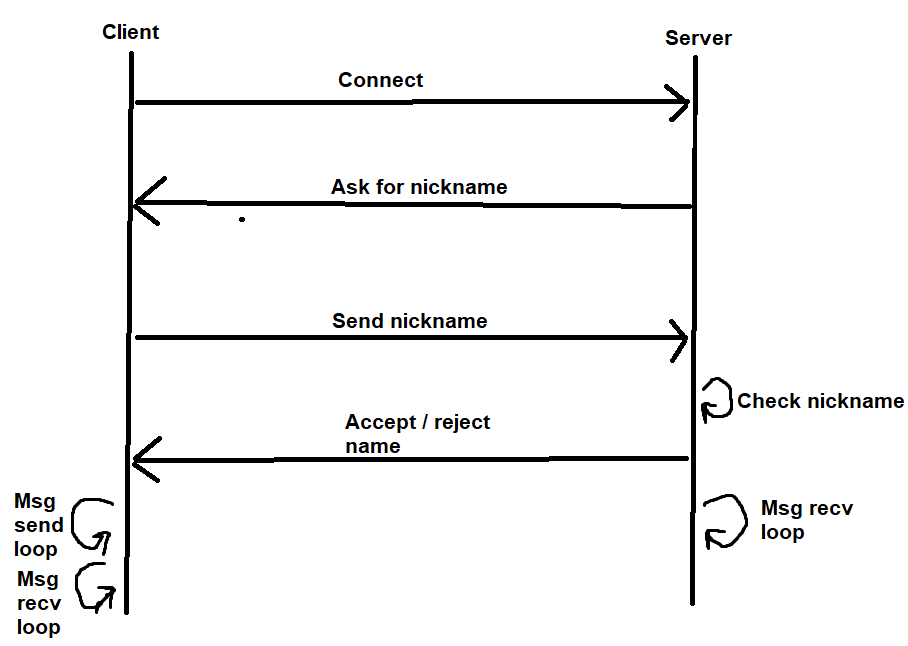 Client
Server
Connect
Ask for nickname
Send nickname
Check nickname
Accept / reject
name
Msg
send
loop
Msg recv
loop
Msg
recv
loop